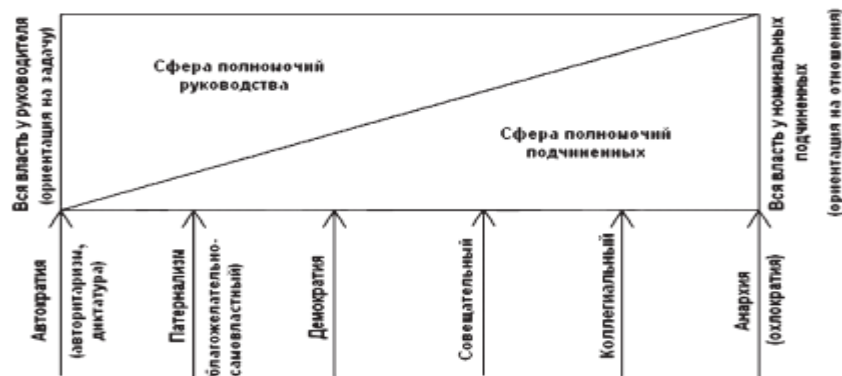 Сфера полномочий
руководства
Сфера полномочий
подчиненных
Вся власть у руководителя
(ориентация на задачу)
Вся власть у номинальных
подчиненных
(ориентация на отношения)
Автократия
(авторитаризм,
диктатура)
Патернализм
благожелательно-
самовластный)
Демократия
Совещательный
Коллегиальный
Анархия
(охлократия)